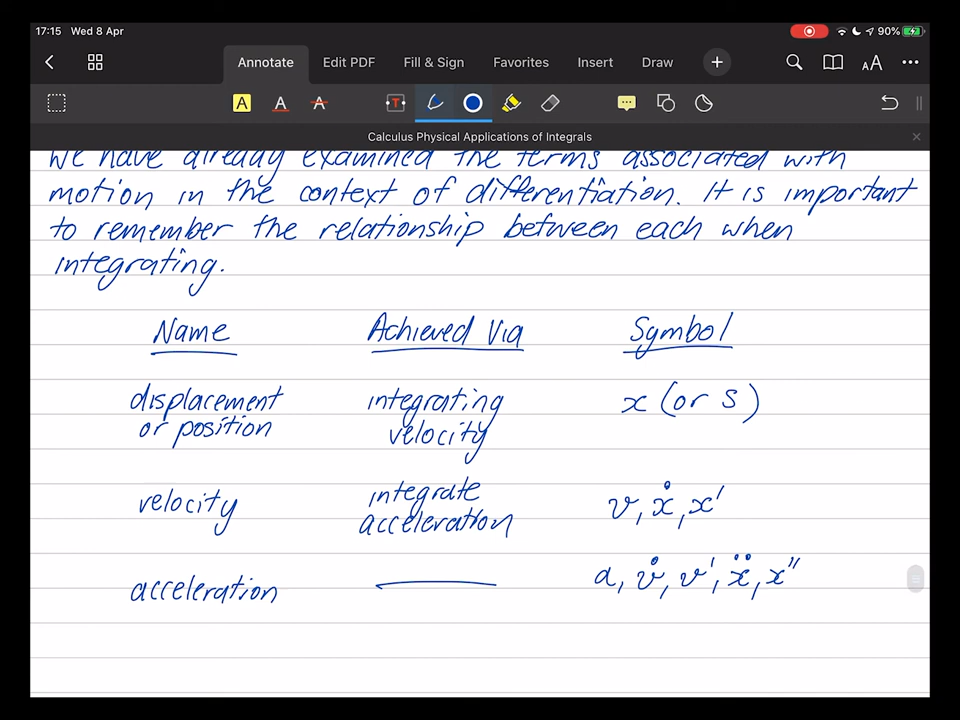 17:15 Wed 8 Apr 90%
Annotate Edit PDF Fill & Sign Favorites Insert Draw
Calculus Physical Applications of Integrals
We have already examined the terms associated with
motion in the context of differentiation. It is important
to remember the relationship between each when
integrating.
Name Achieved Via Symbol
displacement or position integrating velocity x (or s)
velocity integrate acceleration v, ẋ, x'
acceleration —— a, v̇, v', ẍ, x''